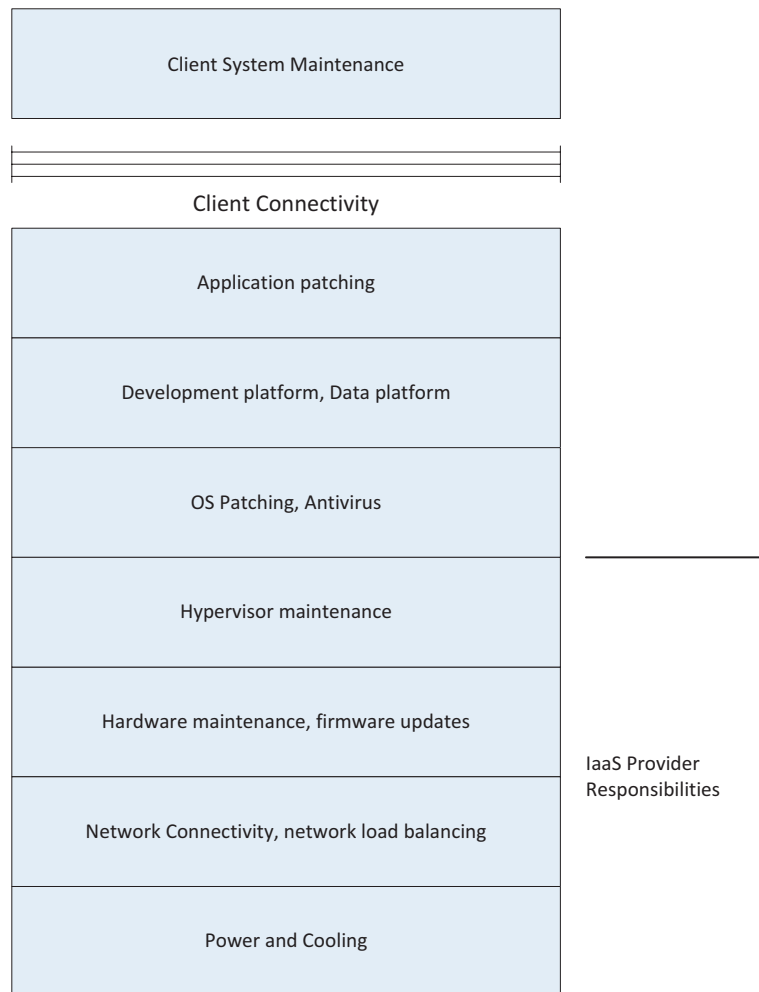 Client System Maintenance
Client Connectivity
Application patching
Development platform, Data platform
OS Patching, Antivirus
Hypervisor maintenance
Hardware maintenance, firmware updates
IaaS Provider
Responsibilities
Network Connectivity, network load balancing
Power and Cooling